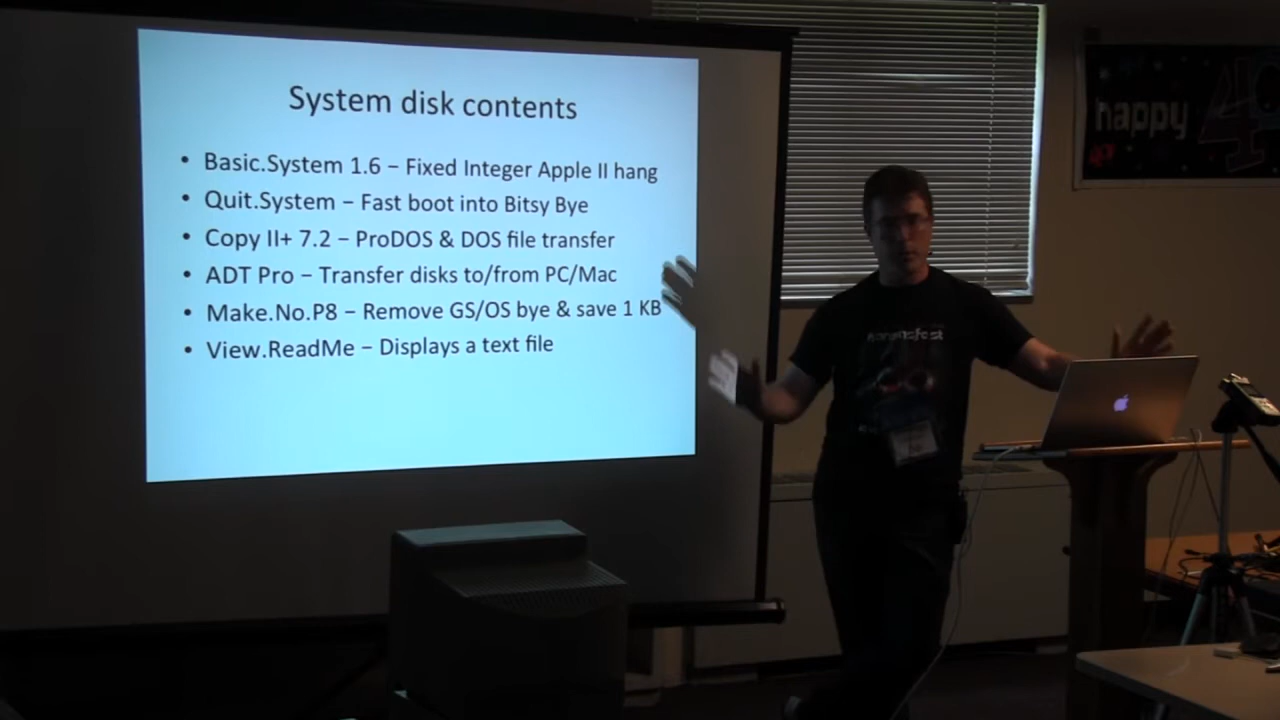 System disk contents
• Basic.System 1.6 – Fixed Integer Apple II hang
• Quit.System – Fast boot into Bitsy Bye
• Copy II+ 7.2 – ProDOS & DOS file transfer
• ADT Pro – Transfer disks to/from PC/Mac
• Make.No.P8 – Remove GS/OS bye & save 1 KB
• View.ReadMe – Displays a text file
happy